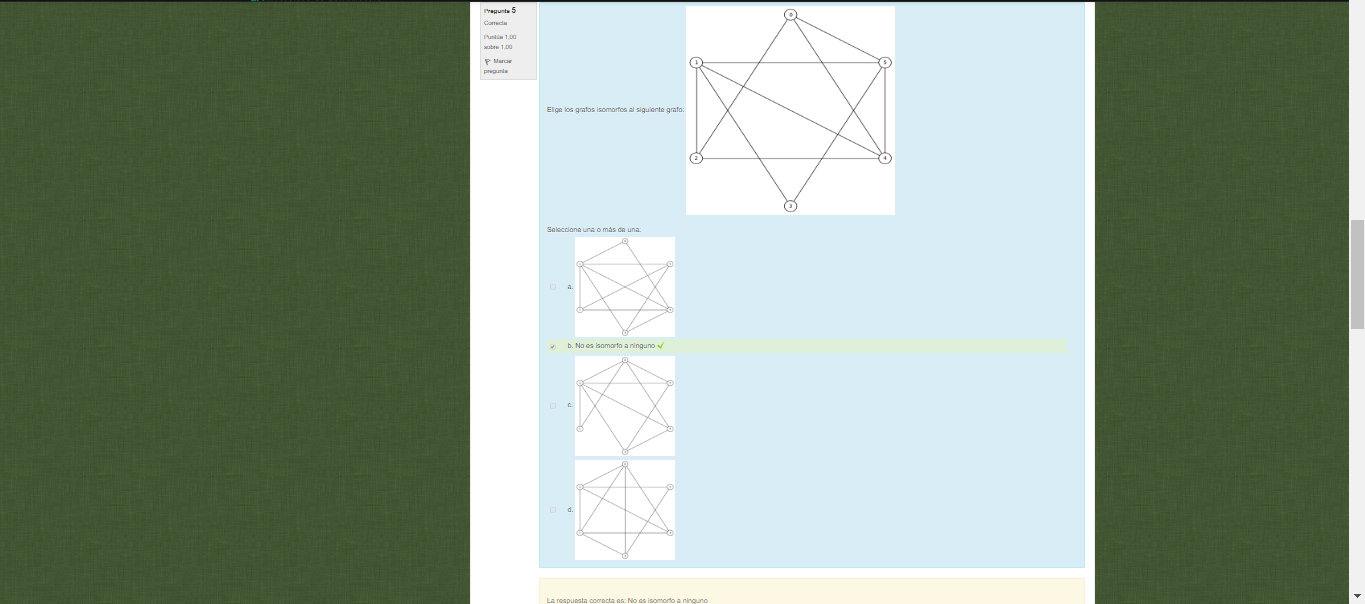 Pregunta 5
Correcta
Puntúa 1,00
sobre 1,00
Marcar
pregunta
0
1
5
Elige los grafos isomorfos al siguiente grafo:
2
4
3
Seleccione una o más de una:
a.
b. No es isomorfo a ninguno
c.
d.
La respuesta correcta es: No es isomorfo a ninguno